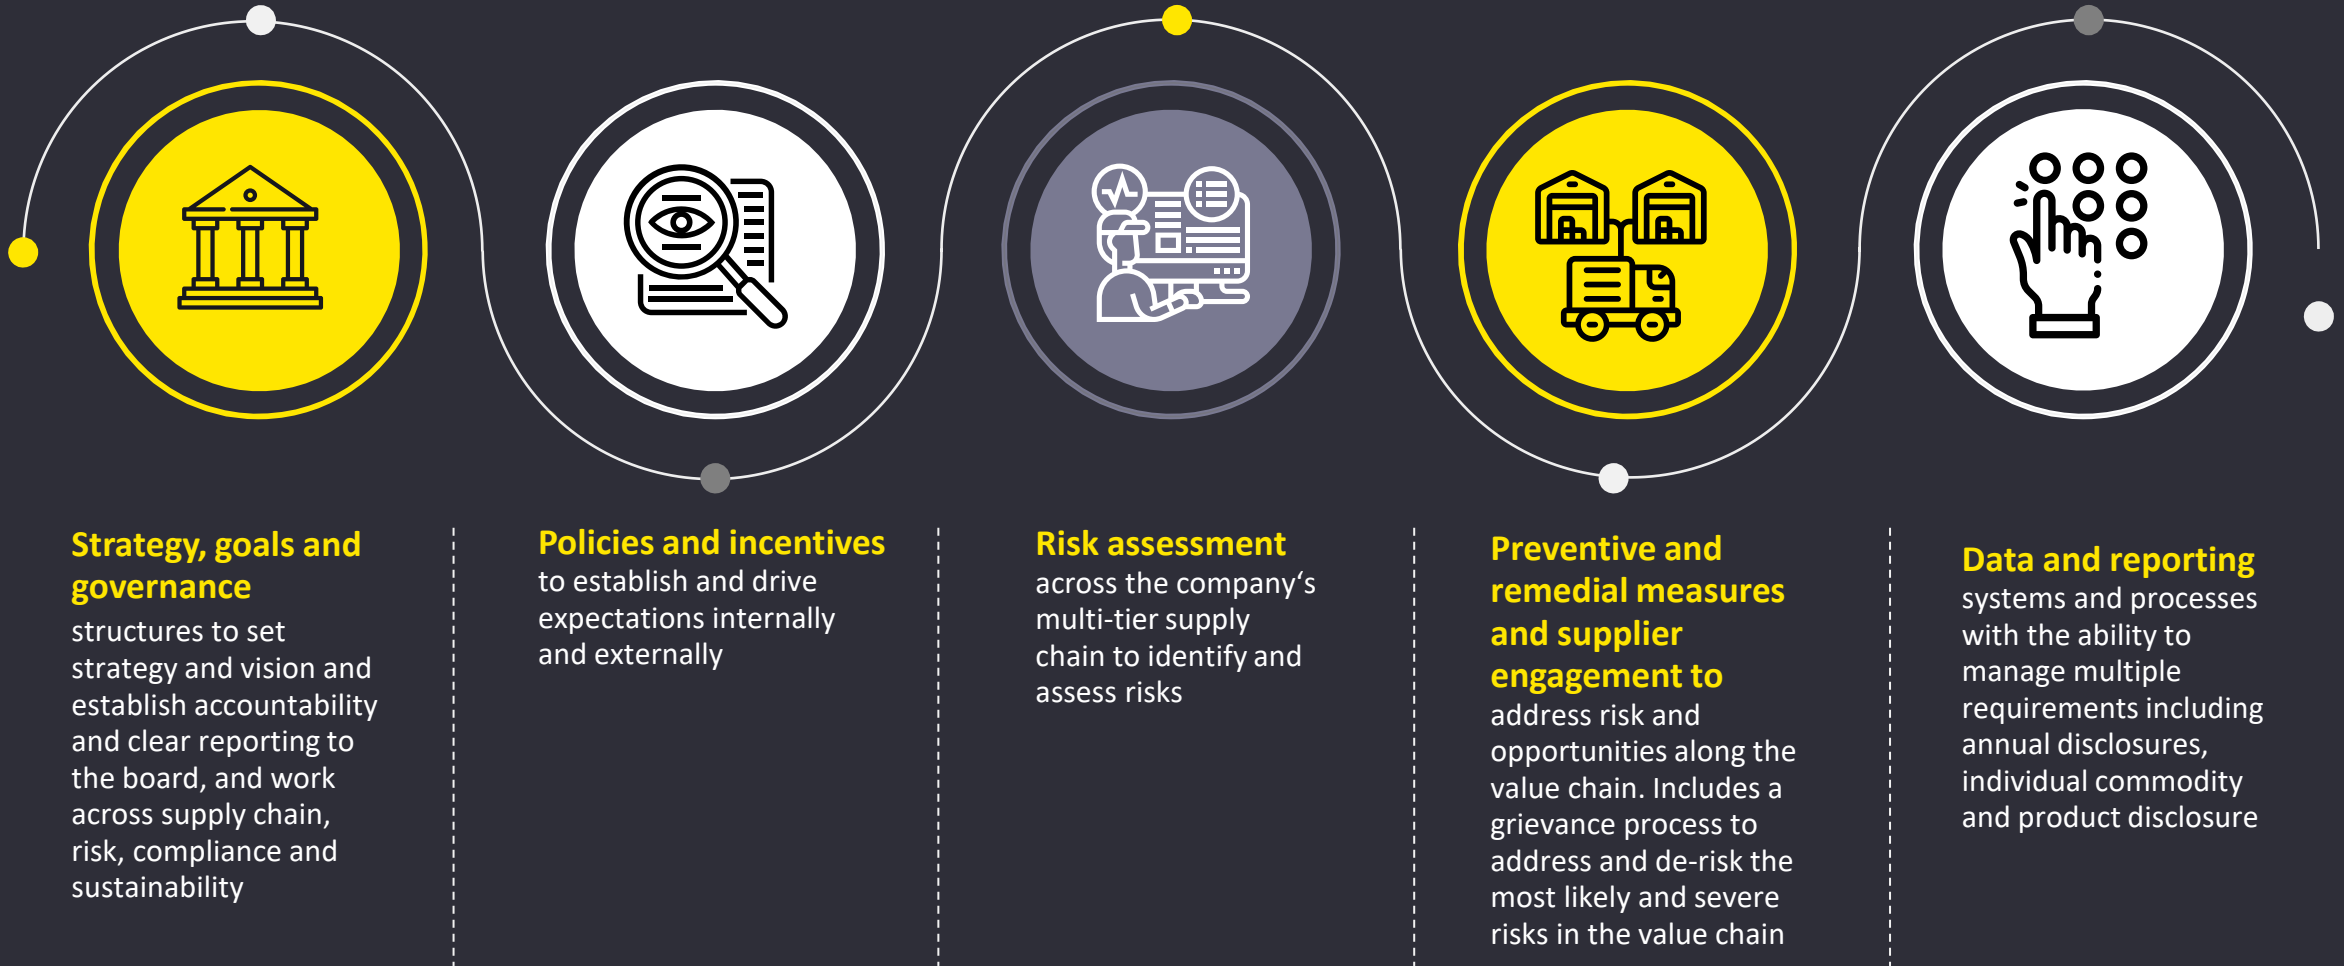 Strategy, goals and
governance
structures to set
strategy and vision and
establish accountability
and clear reporting to
the board, and work
across supply chain,
risk, compliance and
sustainability
Policies and incentives
to establish and drive
expectations internally
and externally
Risk assessment
across the company‘s
multi-tier supply
chain to identify and
assess risks
Preventive and
remedial measures
and supplier
engagement to
address risk and
opportunities along the
value chain. Includes a
grievance process to
address and de-risk the
most likely and severe
risks in the value chain
Data and reporting
systems and processes
with the ability to
manage multiple
requirements including
annual disclosures,
individual commodity
and product disclosure